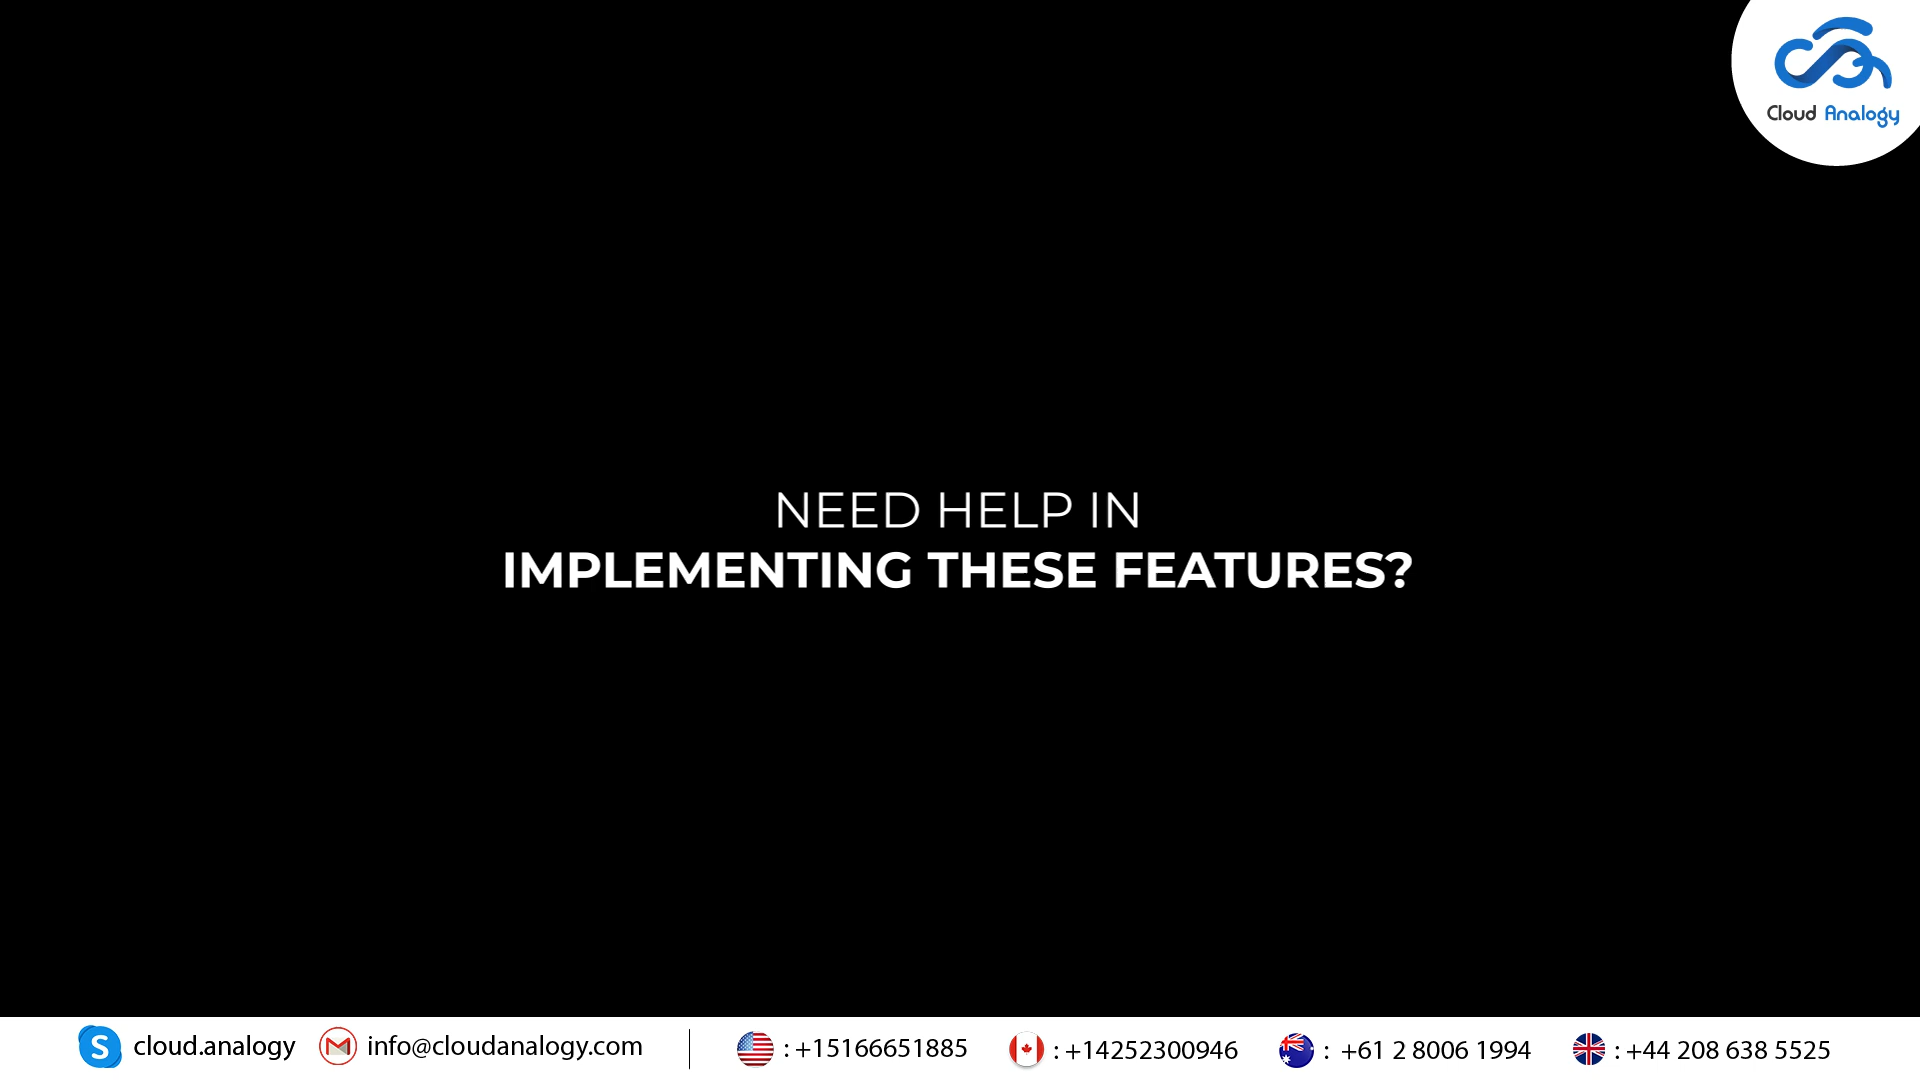 Cloud Analogy
NEED HELP IN
IMPLEMENTING THESE FEATURES?
cloud.analogy info@cloudanalogy.com : +15166651885 : +14252300946 : +61 2 8006 1994 : +44 208 638 5525